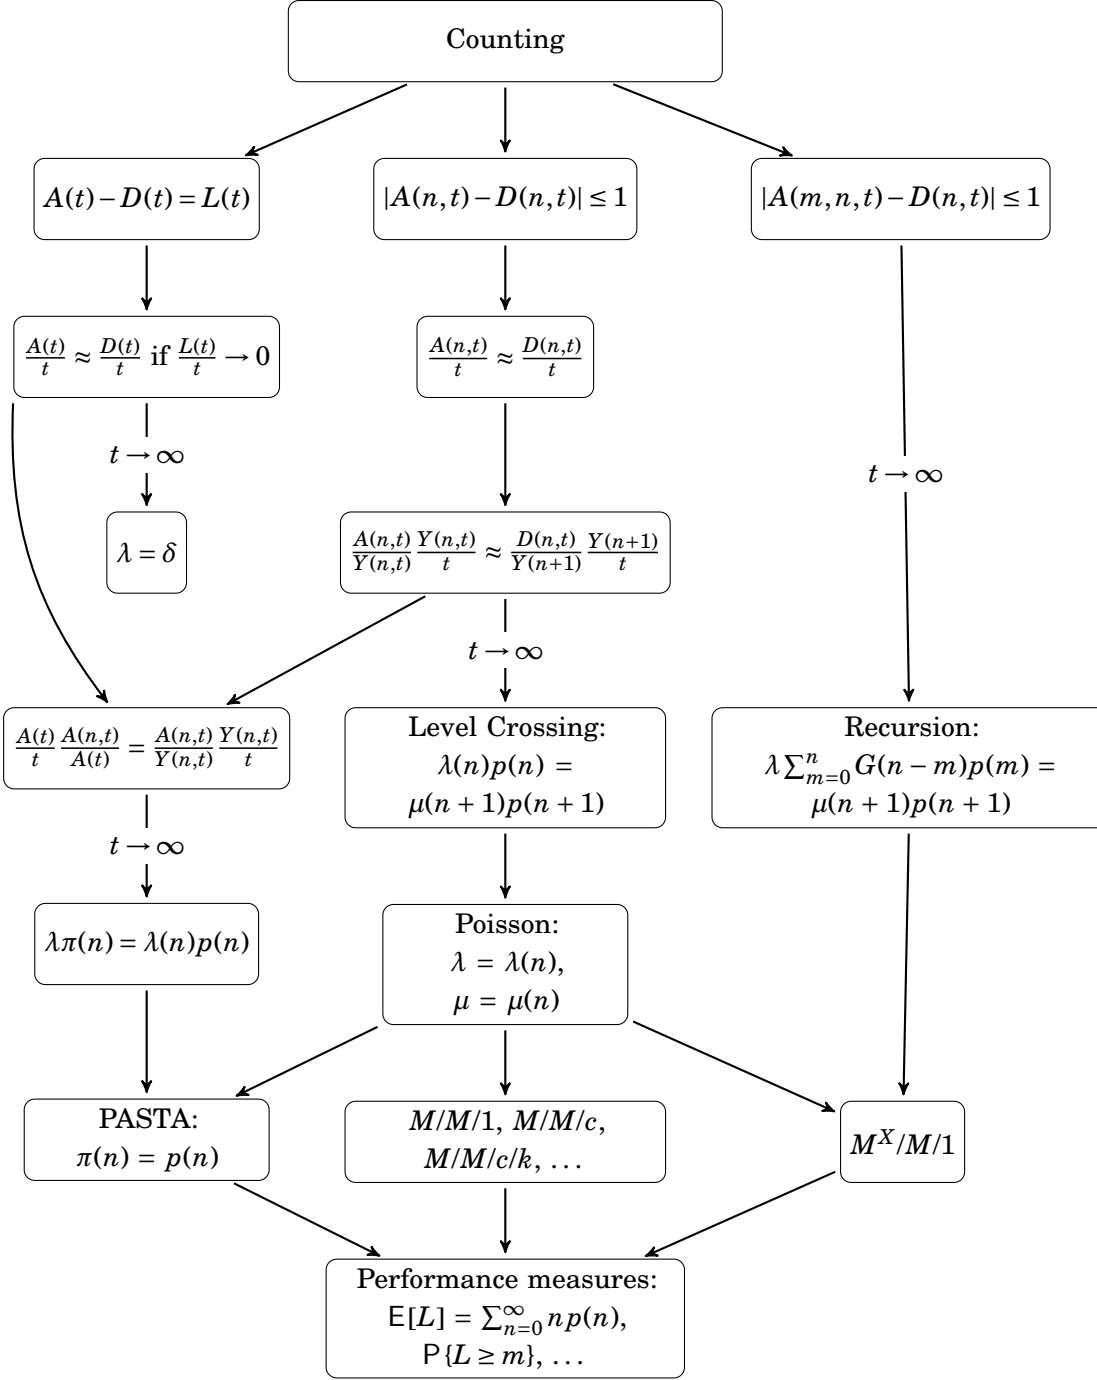 Counting
A(t) − D(t) = L(t)
|A(n,t) − D(n,t)| ≤ 1
|A(m,n,t) − D(n,t)| ≤ 1
A(t)/t ≈ D(t)/t if L(t)/t → 0
A(n,t)/t ≈ D(n,t)/t
t → ∞
t → ∞
λ = δ
A(n,t)/Y(n,t) Y(n,t)/t ≈ D(n,t)/Y(n+1) Y(n+1)/t
t → ∞
A(t)/t A(n,t)/A(t) = A(n,t)/Y(n,t) Y(n,t)/t
Level Crossing:
λ(n)p(n) =
μ(n + 1)p(n + 1)
Recursion:
λ∑ₘ₌₀ⁿ G(n − m)p(m) =
μ(n + 1)p(n + 1)
t → ∞
λπ(n) = λ(n)p(n)
Poisson:
λ = λ(n),
μ = μ(n)
PASTA:
π(n) = p(n)
M/M/1, M/M/c,
M/M/c/k, …
M^X/M/1
Performance measures:
E[L] = ∑_{n=0}^∞ np(n),
P{L ≥ m}, …